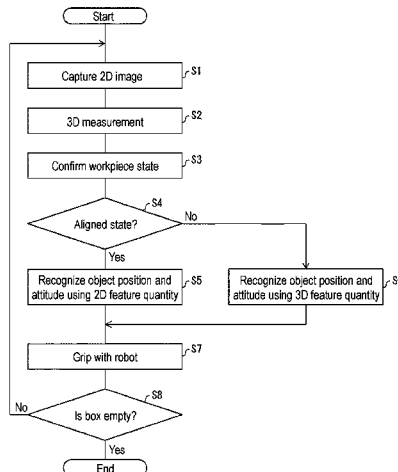 Start
Capture 2D image
S1
3D measurement
S2
Confirm workpiece state
S3
S4
Aligned state?
No
Yes
Recognize object position and
attitude using 2D feature quantity
S5
Recognize object position and
attitude using 3D feature quantity
S
Grip with robot
S7
S8
Is box empty?
No
Yes
End